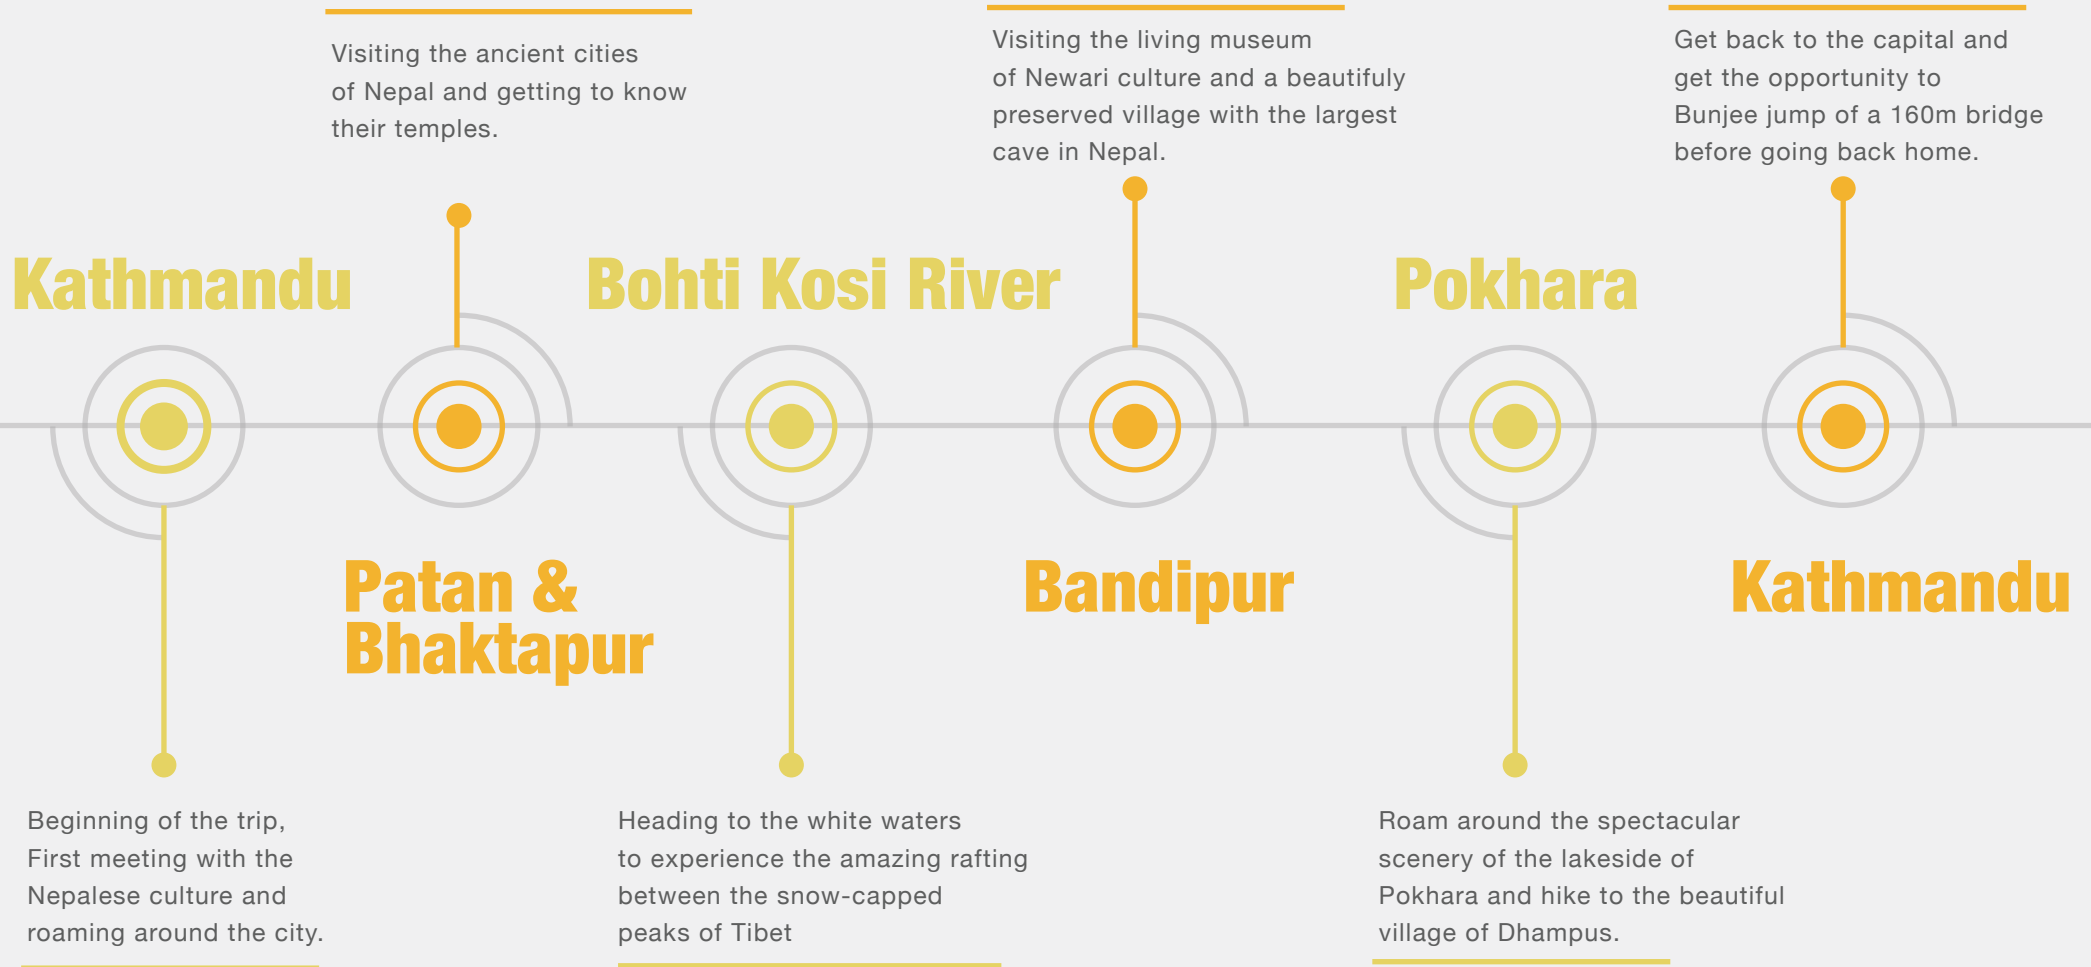 Visiting the ancient cities
of Nepal and getting to know
their temples.
Visiting the living museum
of Newari culture and a beautifuly
preserved village with the largest
cave in Nepal.
Get back to the capital and
get the opportunity to
Bunjee jump of a 160m bridge
before going back home.
Kathmandu
Bohti Kosi River
Pokhara
Patan &
Bhaktapur
Bandipur
Kathmandu
Beginning of the trip,
First meeting with the
Nepalese culture and
roaming around the city.
Heading to the white waters
to experience the amazing rafting
between the snow-capped
peaks of Tibet
Roam around the spectacular
scenery of the lakeside of
Pokhara and hike to the beautiful
village of Dhampus.